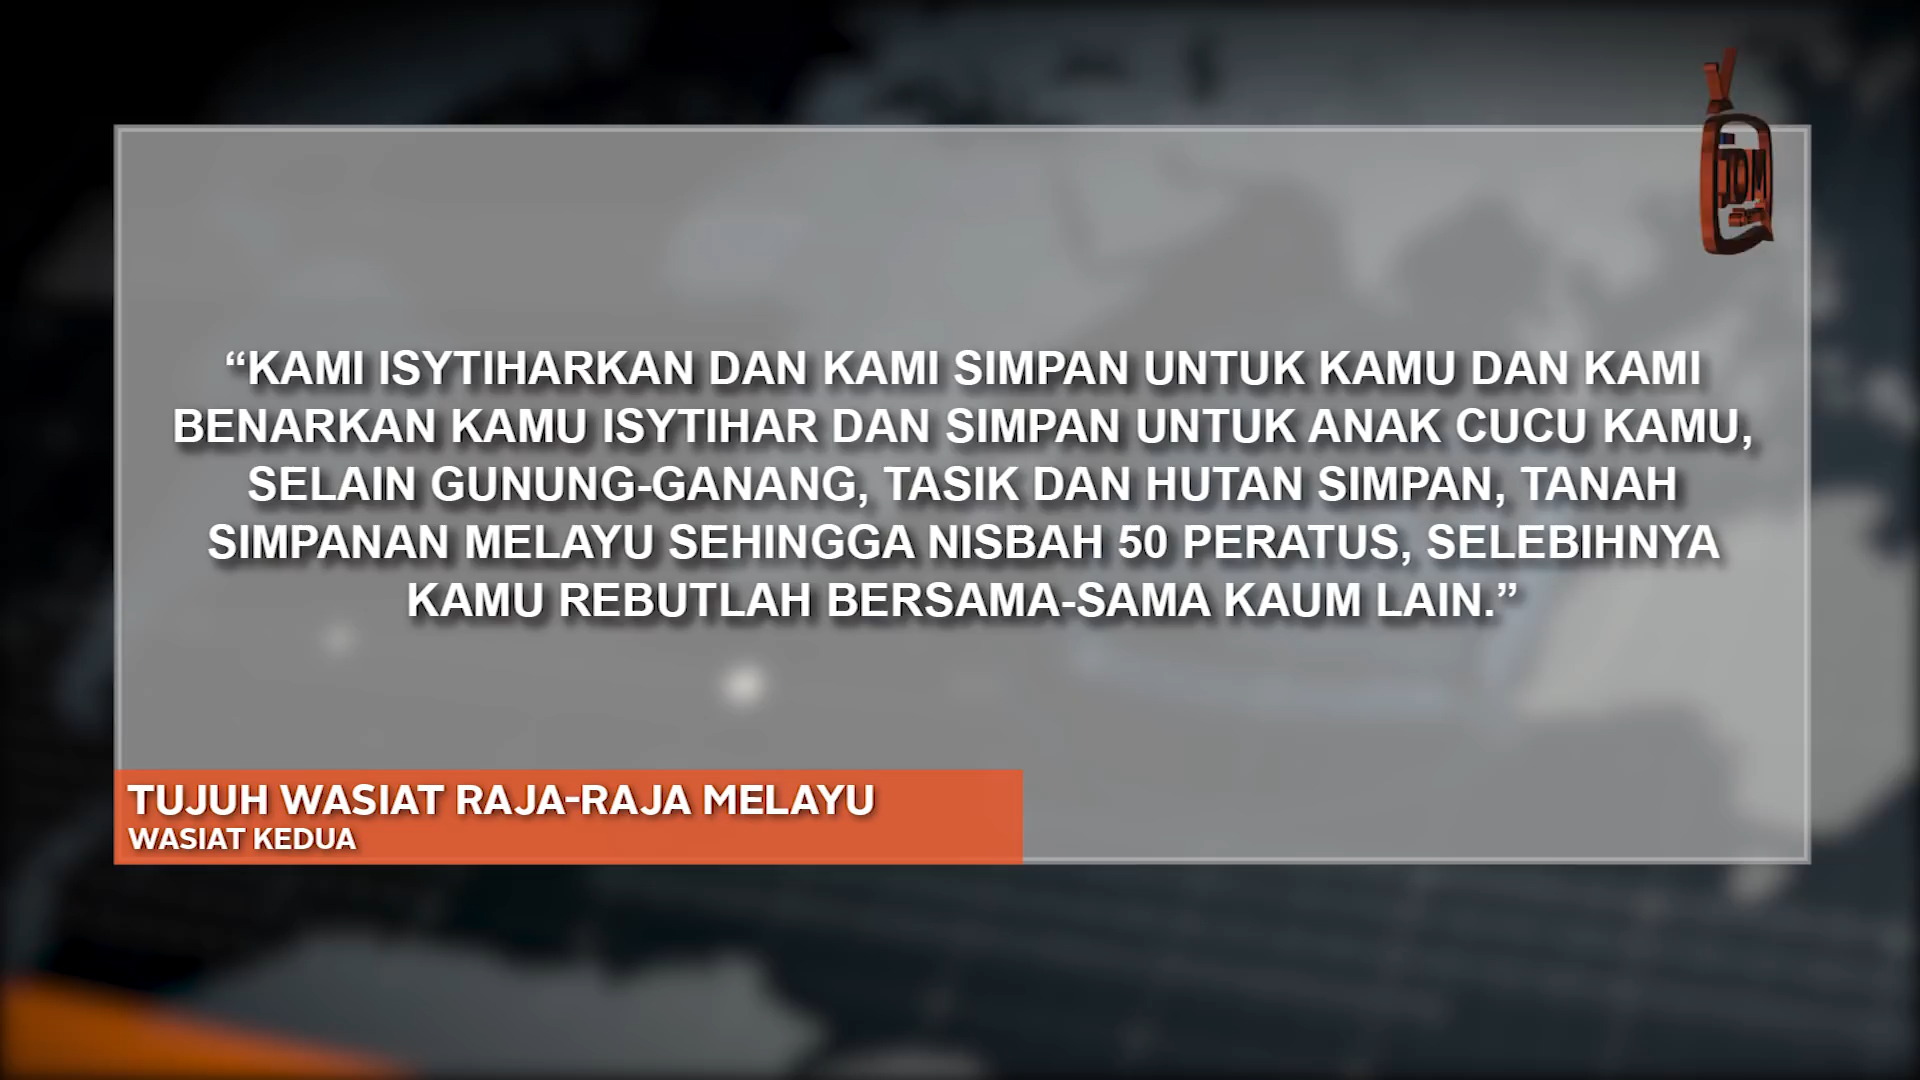 JOM
“KAMI ISYTIHARKAN DAN KAMI SIMPAN UNTUK KAMU DAN KAMI
BENARKAN KAMU ISYTIHAR DAN SIMPAN UNTUK ANAK CUCU KAMU,
SELAIN GUNUNG-GANANG, TASIK DAN HUTAN SIMPAN, TANAH
SIMPANAN MELAYU SEHINGGA NISBAH 50 PERATUS, SELEBIHNYA
KAMU REBUTLAH BERSAMA-SAMA KAUM LAIN.”
TUJUH WASIAT RAJA-RAJA MELAYU
WASIAT KEDUA